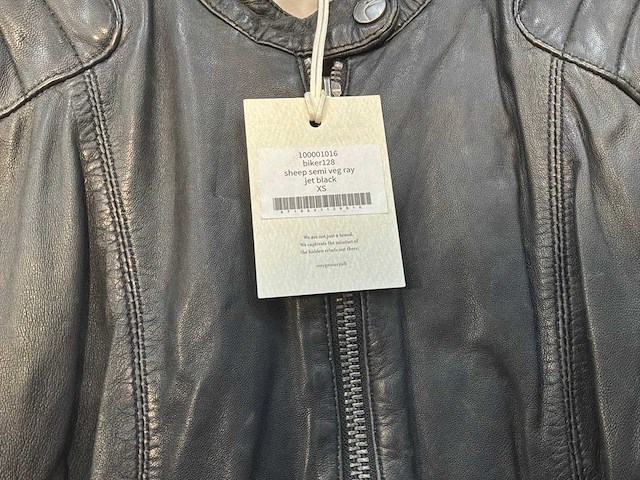 100001016
biker128
sheep semi veg ray
jet black
XS
We are not just a brand.
We captivate the mindset of
the hidden rebels out there.